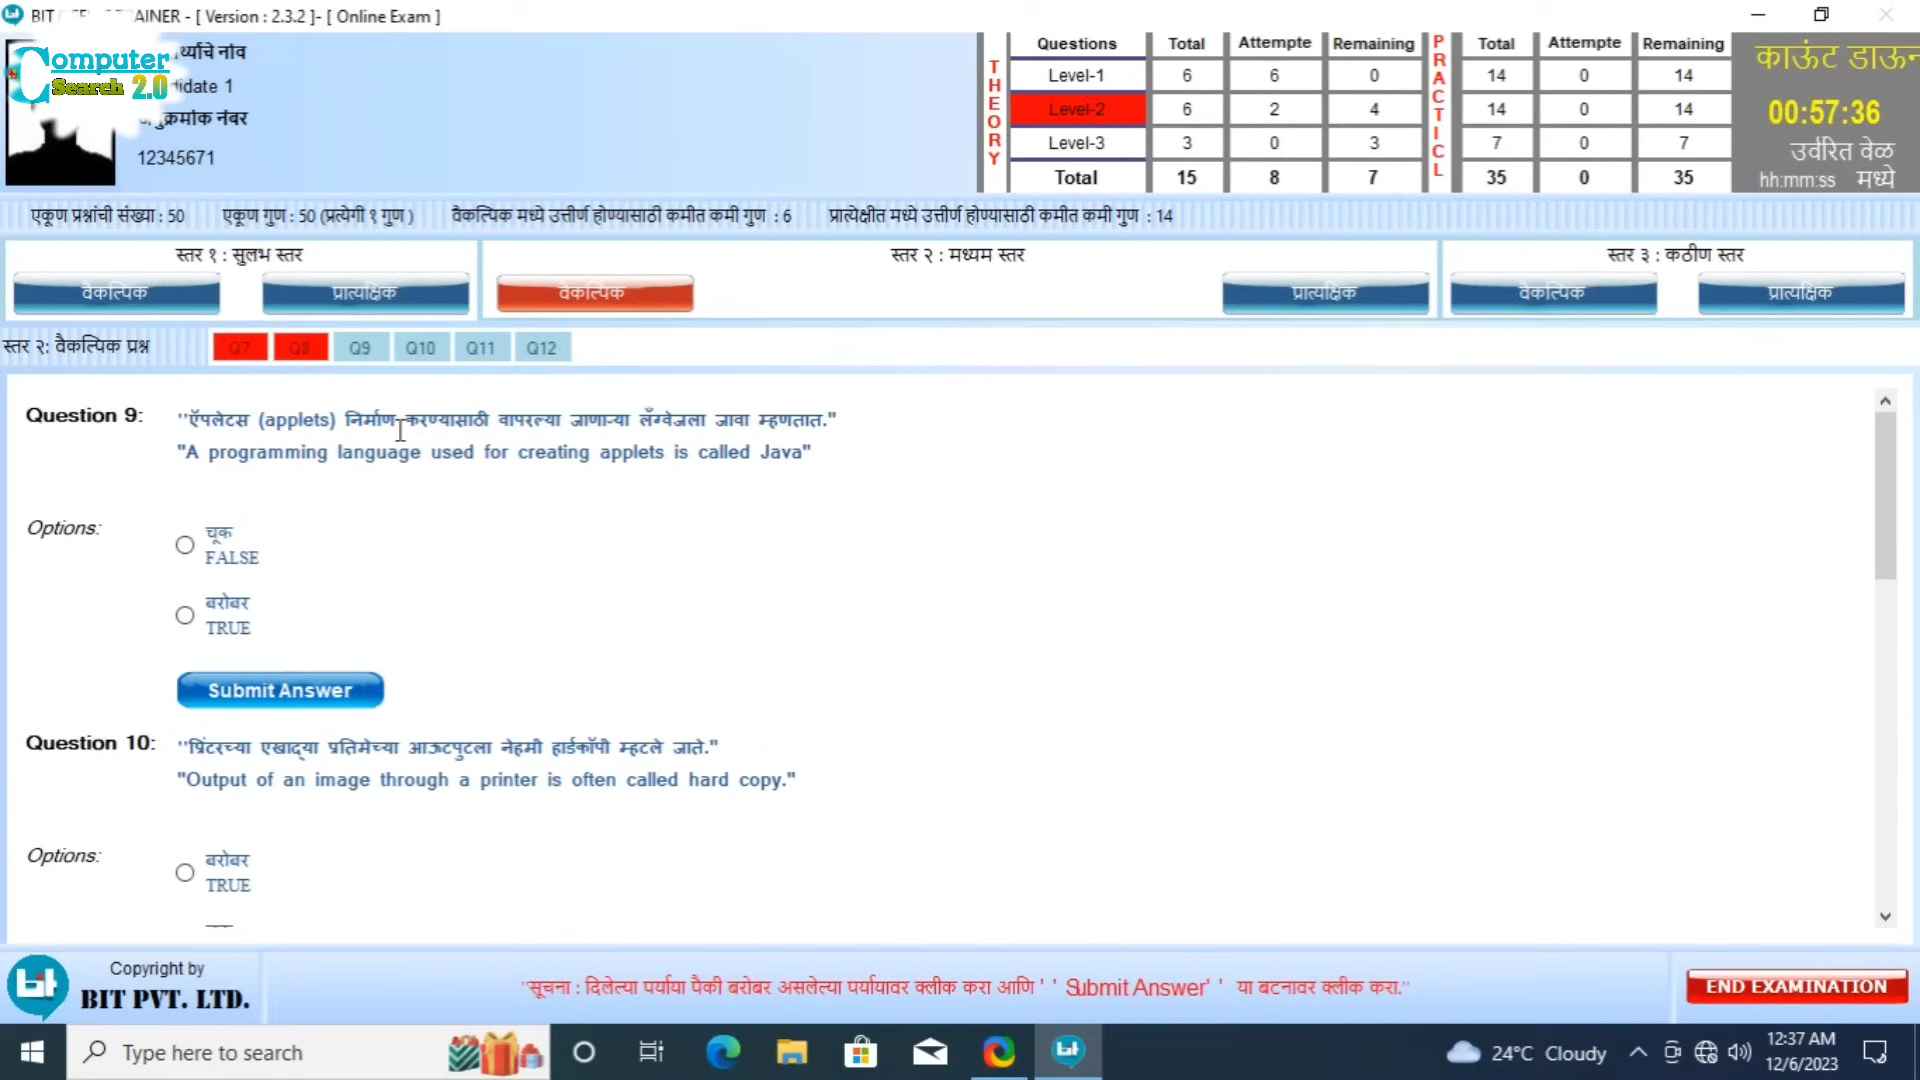 BIT
AINER - [ Version : 2.3.2 ]- [ Online Exam ]
Computer
Search 2.0
र्थ्याचे नांव
didate 1
नुक्रमांक नंबर
12345671
THEORY
Questions Total Attempte Remaining
Level-1 6 6 0
Level-2 6 2 4
Level-3 3 0 3
Total 15 8 7
PRACTICL
Total Attempte Remaining
14 0 14
14 0 14
7 0 7
35 0 35
काऊंट डाऊन
00:57:36
उर्वरित वेळ
hh:mm:ss मध्ये
एकूण प्रश्नांची संख्या : 50 एकूण गुण : 50 (प्रत्येगी १ गुण ) वैकल्पिक मध्ये उत्तीर्ण होण्यासाठी कमीत कमी गुण : 6 प्रात्येक्षीत मध्ये उत्तीर्ण होण्यासाठी कमीत कमी गुण : 14
स्तर १ : सुलभ स्तर स्तर २ : मध्यम स्तर स्तर ३ : कठीण स्तर
वैकल्पिक प्रात्यक्षिक वैकल्पिक प्रात्यक्षिक वैकल्पिक प्रात्यक्षिक
स्तर २: वैकल्पिक प्रश्न Q7 Q8 Q9 Q10 Q11 Q12
Question 9: ''ऍपलेटस (applets) निर्माण करण्यासाठी वापरल्या जाणाऱ्या लँग्वेजला जावा म्हणतात."
"A programming language used for creating applets is called Java"
Options:
चूक
FALSE
बरोबर
TRUE
Submit Answer
Question 10: ''प्रिंटरच्या एखाद्या प्रतिमेच्या आऊटपुटला नेहमी हार्डकॉपी म्हटले जाते."
"Output of an image through a printer is often called hard copy."
Options:
बरोबर
TRUE
Copyright by
BIT PVT. LTD.
"सूचना : दिलेल्या पर्याया पैकी बरोबर असलेल्या पर्यायावर क्लीक करा आणि ' ' Submit Answer' ' या बटनावर क्लीक करा."
END EXAMINATION
Type here to search
24°C Cloudy
12:37 AM
12/6/2023